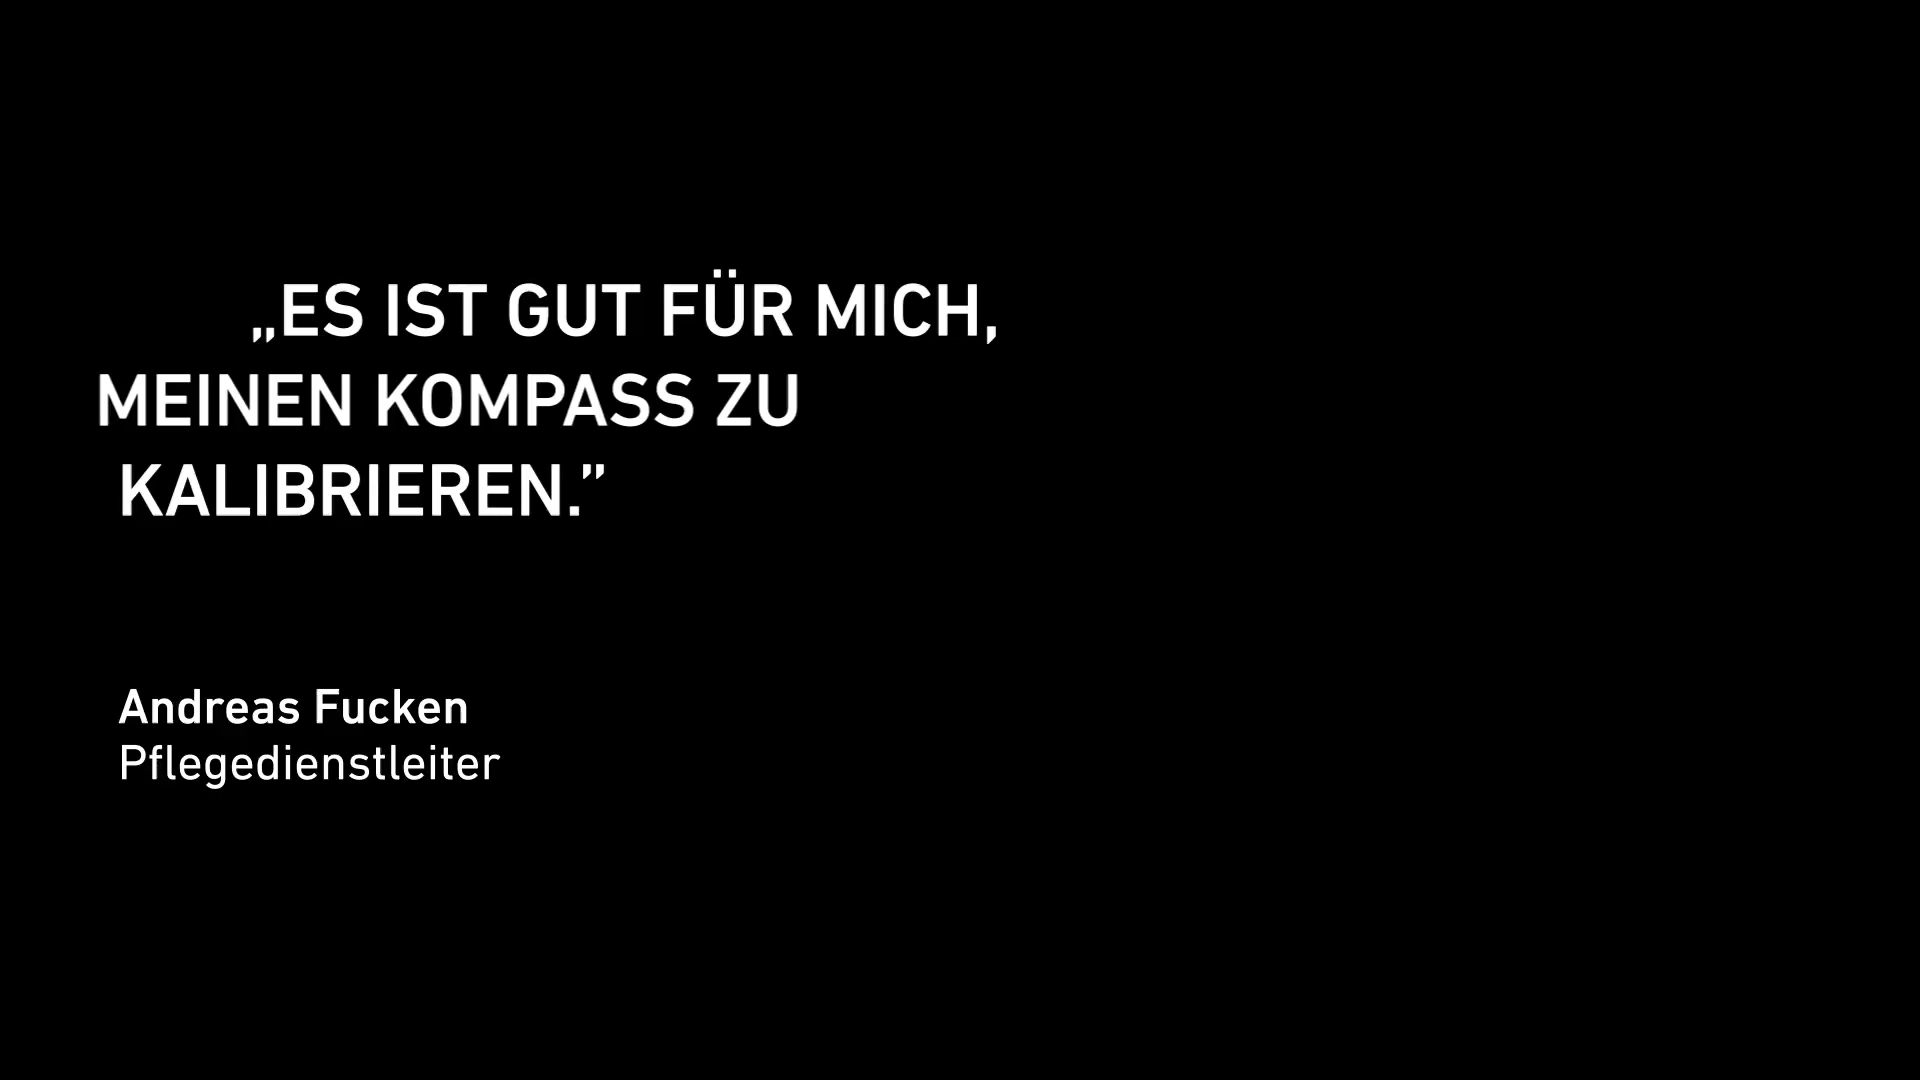 „ES IST GUT FÜR MICH,
MEINEN KOMPASS ZU
KALIBRIEREN.”
Andreas Fucken
Pflegedienstleiter